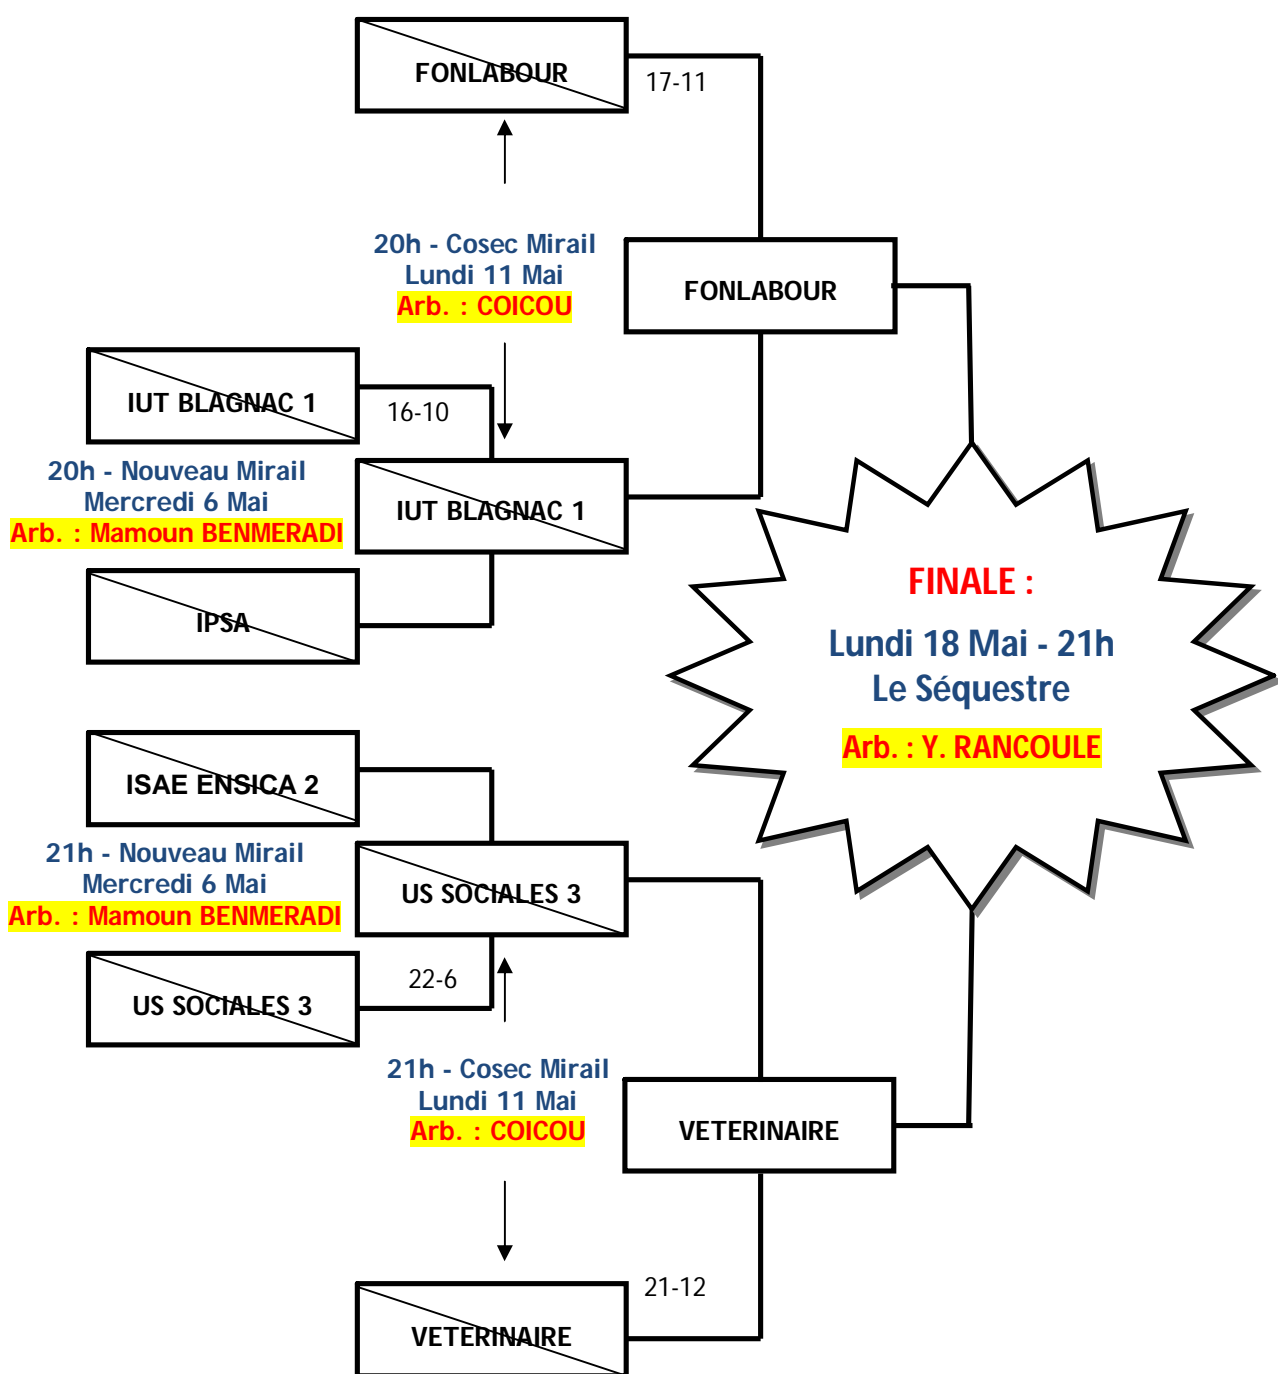 FONLABOUR
17-11
20h - Cosec Mirail
Lundi 11 Mai
Arb. : COICOU
FONLABOUR
IUT BLAGNAC 1
16-10
20h - Nouveau Mirail
Mercredi 6 Mai
Arb. : Mamoun BENMERADI
IUT BLAGNAC 1
IPSA
FINALE :
Lundi 18 Mai - 21h
Le Séquestre
Arb. : Y. RANCOULE
ISAE ENSICA 2
21h - Nouveau Mirail
Mercredi 6 Mai
Arb. : Mamoun BENMERADI
US SOCIALES 3
US SOCIALES 3
22-6
21h - Cosec Mirail
Lundi 11 Mai
Arb. : COICOU
VETERINAIRE
21-12
VETERINAIRE